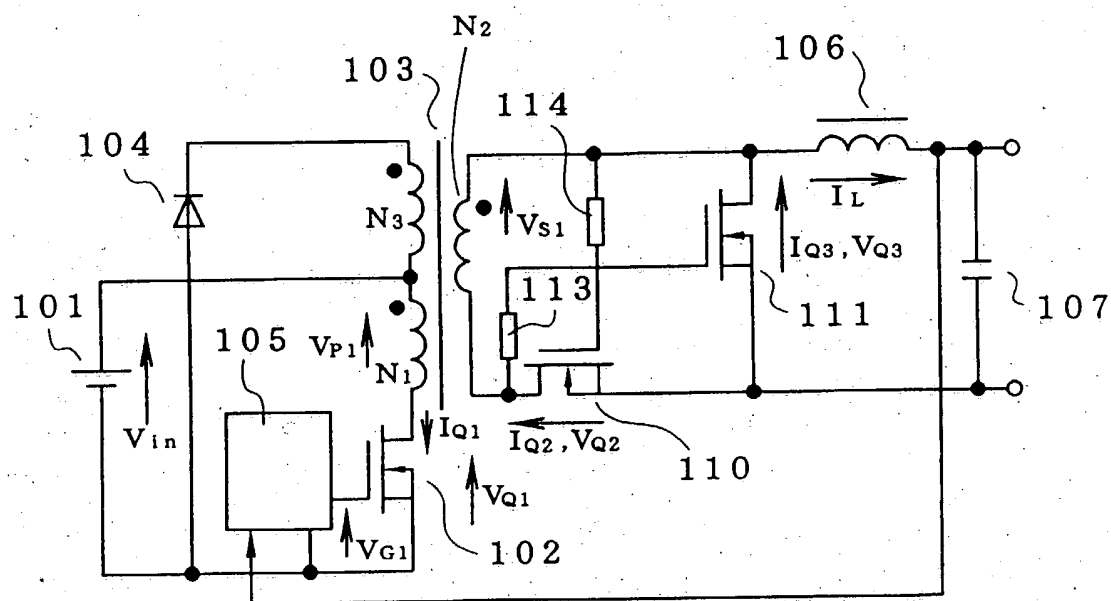 N2
106
103
114
104
N3
VS1
IL
IQ3,VQ3
101
113
111
107
105
VP1
N1
Vin
IQ1
IQ2,VQ2
110
VQ1
VG1
102